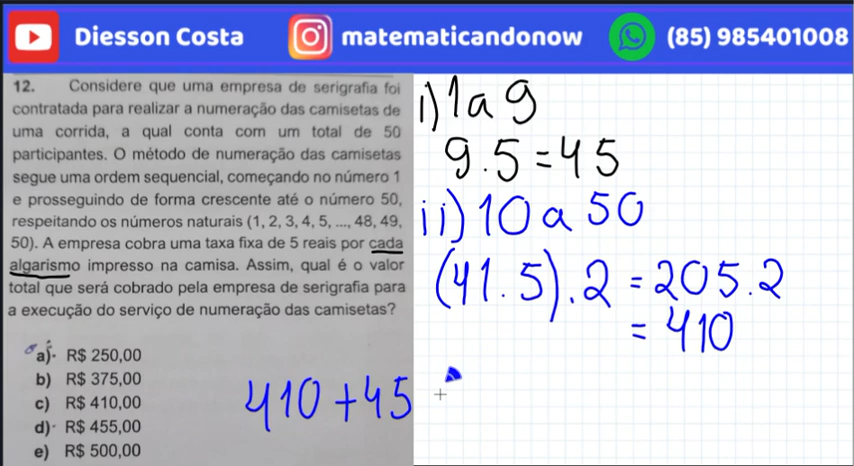 Diesson Costa
matematicandonow
(85) 985401008
12. Considere que uma empresa de serigrafia foi
contratada para realizar a numeração das camisetas de
uma corrida, a qual conta com um total de 50
participantes. O método de numeração das camisetas
segue uma ordem sequencial, começando no número 1
e prosseguindo de forma crescente até o número 50,
respeitando os números naturais (1, 2, 3, 4, 5, ..., 48, 49,
50). A empresa cobra uma taxa fixa de 5 reais por cada
algarismo impresso na camisa. Assim, qual é o valor
total que será cobrado pela empresa de serigrafia para
a execução do serviço de numeração das camisetas?
a) R$ 250,00
b) R$ 375,00
c) R$ 410,00
d) R$ 455,00
e) R$ 500,00
410+45
i) 1 a 9
9.5=45
ii) 10 a 50
(41.5).2 = 205.2
= 410